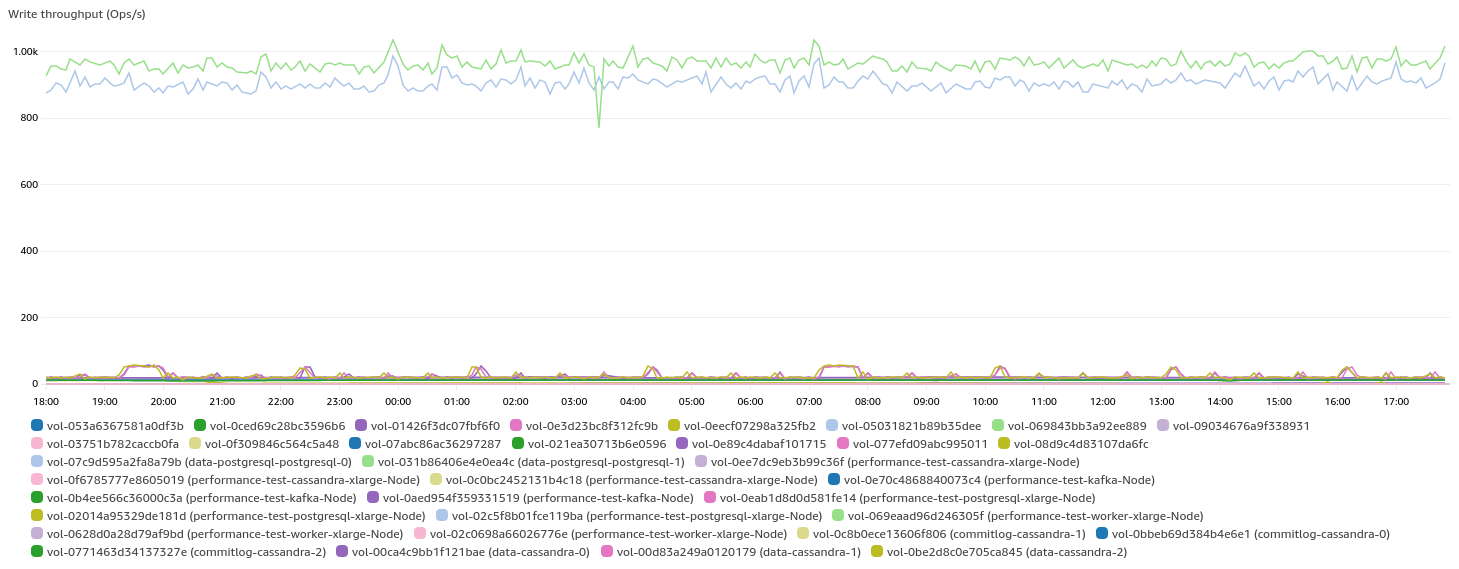 Write throughput (Ops/s)
1.00k
800
600
400
200
0
18:00 19:00 20:00 21:00 22:00 23:00 00:00 01:00 02:00 03:00 04:00 05:00 06:00 07:00 08:00 09:00 10:00 11:00 12:00 13:00 14:00 15:00 16:00 17:00
vol-053a6367581a0df3b vol-0ced69c28bc3596b6 vol-01426f3dc07fbf6f0 vol-0e3d23bc8f312fc9b vol-0eecf07298a325fb2 vol-05031821b89b35dee vol-069843bb3a92ee889 vol-09034676a9f338931
vol-03751b782caccb0fa vol-0f309846c564c5a48 vol-07abc86ac36297287 vol-021ea30713b6e0596 vol-0e89c4dabaf101715 vol-077efd09abc995011 vol-08d9c4d83107da6fc
vol-07c9d595a2fa8a79b (data-postgresql-postgresql-0) vol-031b86406e4e0ea4c (data-postgresql-postgresql-1) vol-0ee7dc9eb3b99c36f (performance-test-cassandra-xlarge-Node)
vol-0f6785777e8605019 (performance-test-cassandra-xlarge-Node) vol-0c0bc2452131b4c18 (performance-test-cassandra-xlarge-Node) vol-0e70c4868840073c4 (performance-test-kafka-Node)
vol-0b4ee566c36000c3a (performance-test-kafka-Node) vol-0aed954f359331519 (performance-test-kafka-Node) vol-0eab1d8d0d581fe14 (performance-test-postgresql-xlarge-Node)
vol-02014a95329de181d (performance-test-postgresql-xlarge-Node) vol-02c5f8b01fce119ba (performance-test-postgresql-xlarge-Node) vol-069eaad96d246305f (performance-test-worker-xlarge-Node)
vol-0628d0a28d79af9bd (performance-test-worker-xlarge-Node) vol-02c0698a66026776e (performance-test-worker-xlarge-Node) vol-0c8b0ece13606f806 (commitlog-cassandra-1) vol-0bbeb69d384b4e6e1 (commitlog-cassandra-0)
vol-0771463d34137327e (commitlog-cassandra-2) vol-00ca4c9bb1f121bae (data-cassandra-0) vol-00d83a249a0120179 (data-cassandra-1) vol-0be2d8c0e705ca845 (data-cassandra-2)